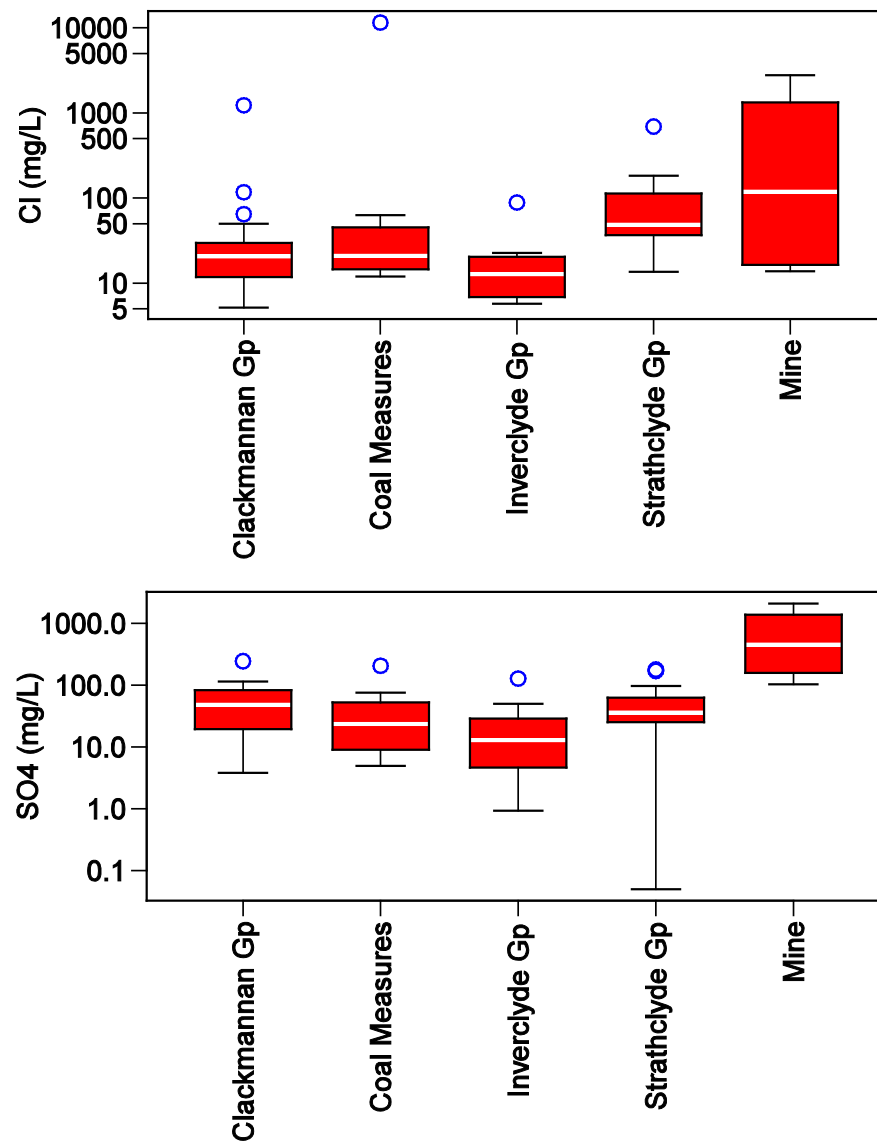 10000
5000
1000
500
100
50
10
5
Cl (mg/L)
Clackmannan Gp
Coal Measures
Inverclyde Gp
Strathclyde Gp
Mine
1000.0
100.0
10.0
1.0
0.1
SO4 (mg/L)
Clackmannan Gp
Coal Measures
Inverclyde Gp
Strathclyde Gp
Mine